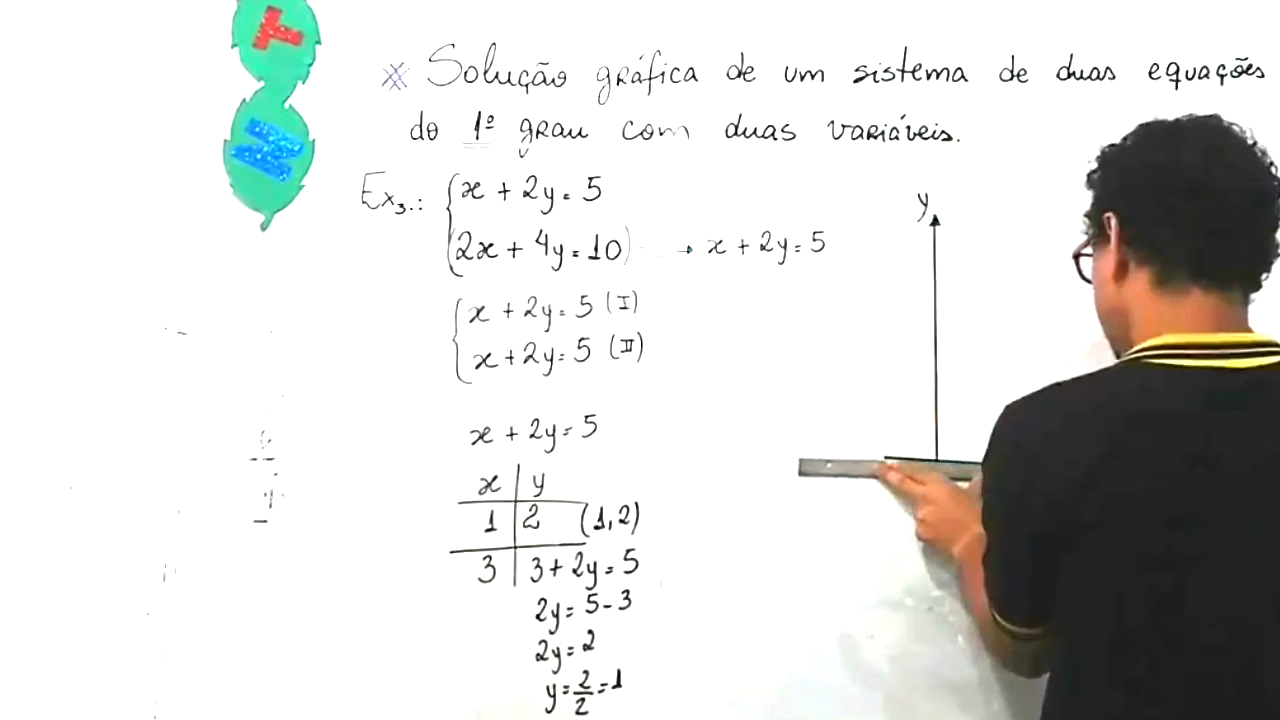 T
M
※ Solução gráfica de um sistema de duas equações
do 1º grau com duas variáveis.
Ex3.: x + 2y = 5
2x + 4y = 10 → x + 2y = 5
x + 2y = 5 (I)
x + 2y = 5 (II)
x + 2y = 5
x | y
1 | 2 (1,2)
3 | 3 + 2y = 5
2y = 5 - 3
2y = 2
y = 2/2 = 1
y